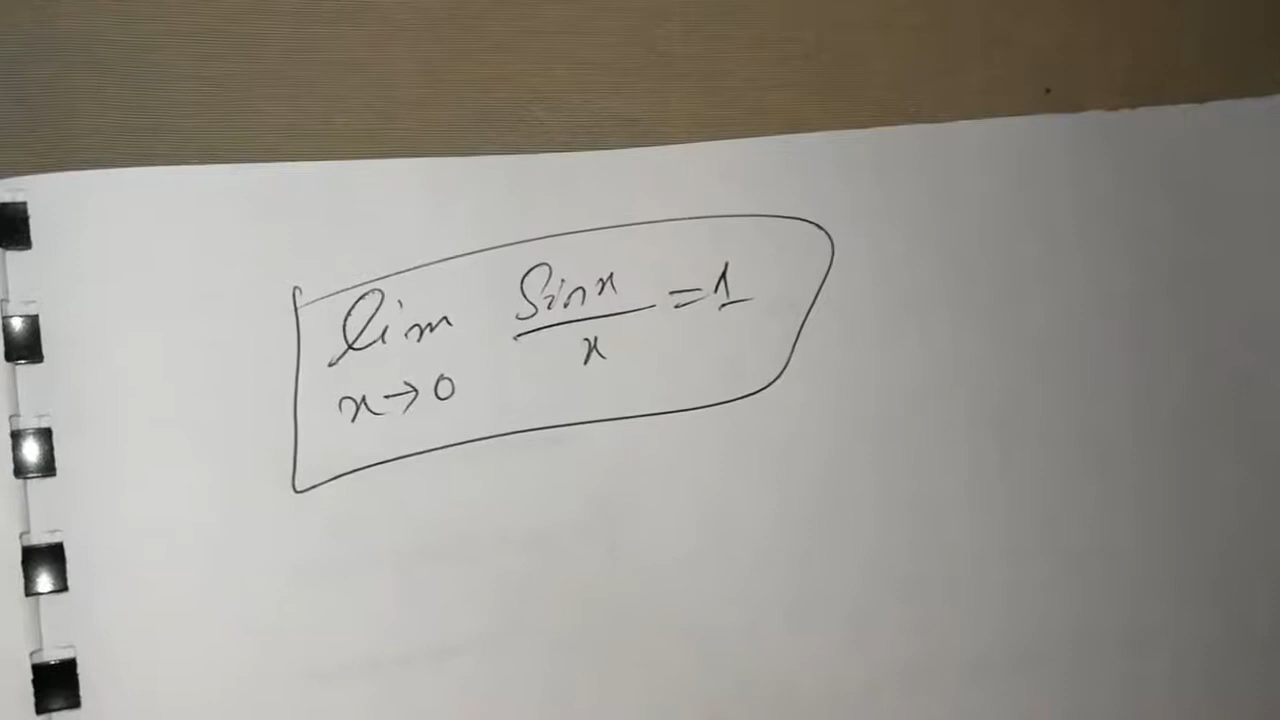 lim sinx/x = 1
x→0